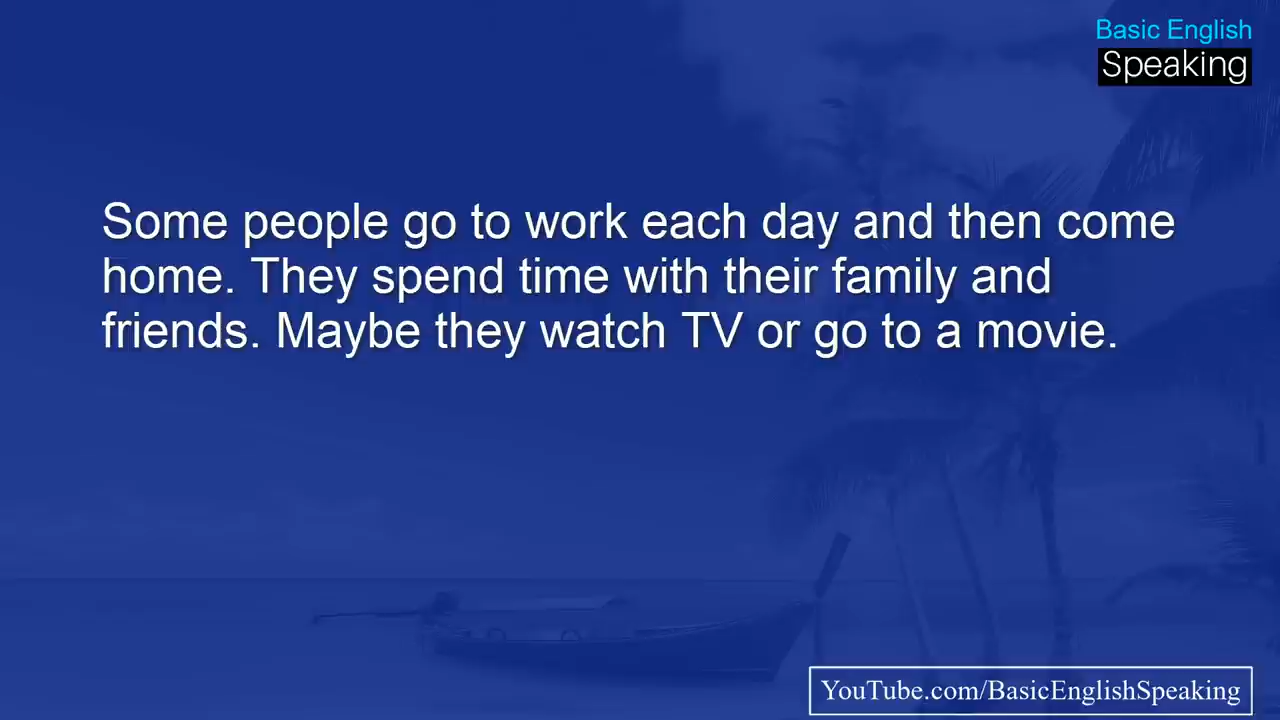 Basic English
Speaking
Some people go to work each day and then come
home. They spend time with their family and
friends. Maybe they watch TV or go to a movie.
YouTube.com/BasicEnglishSpeaking